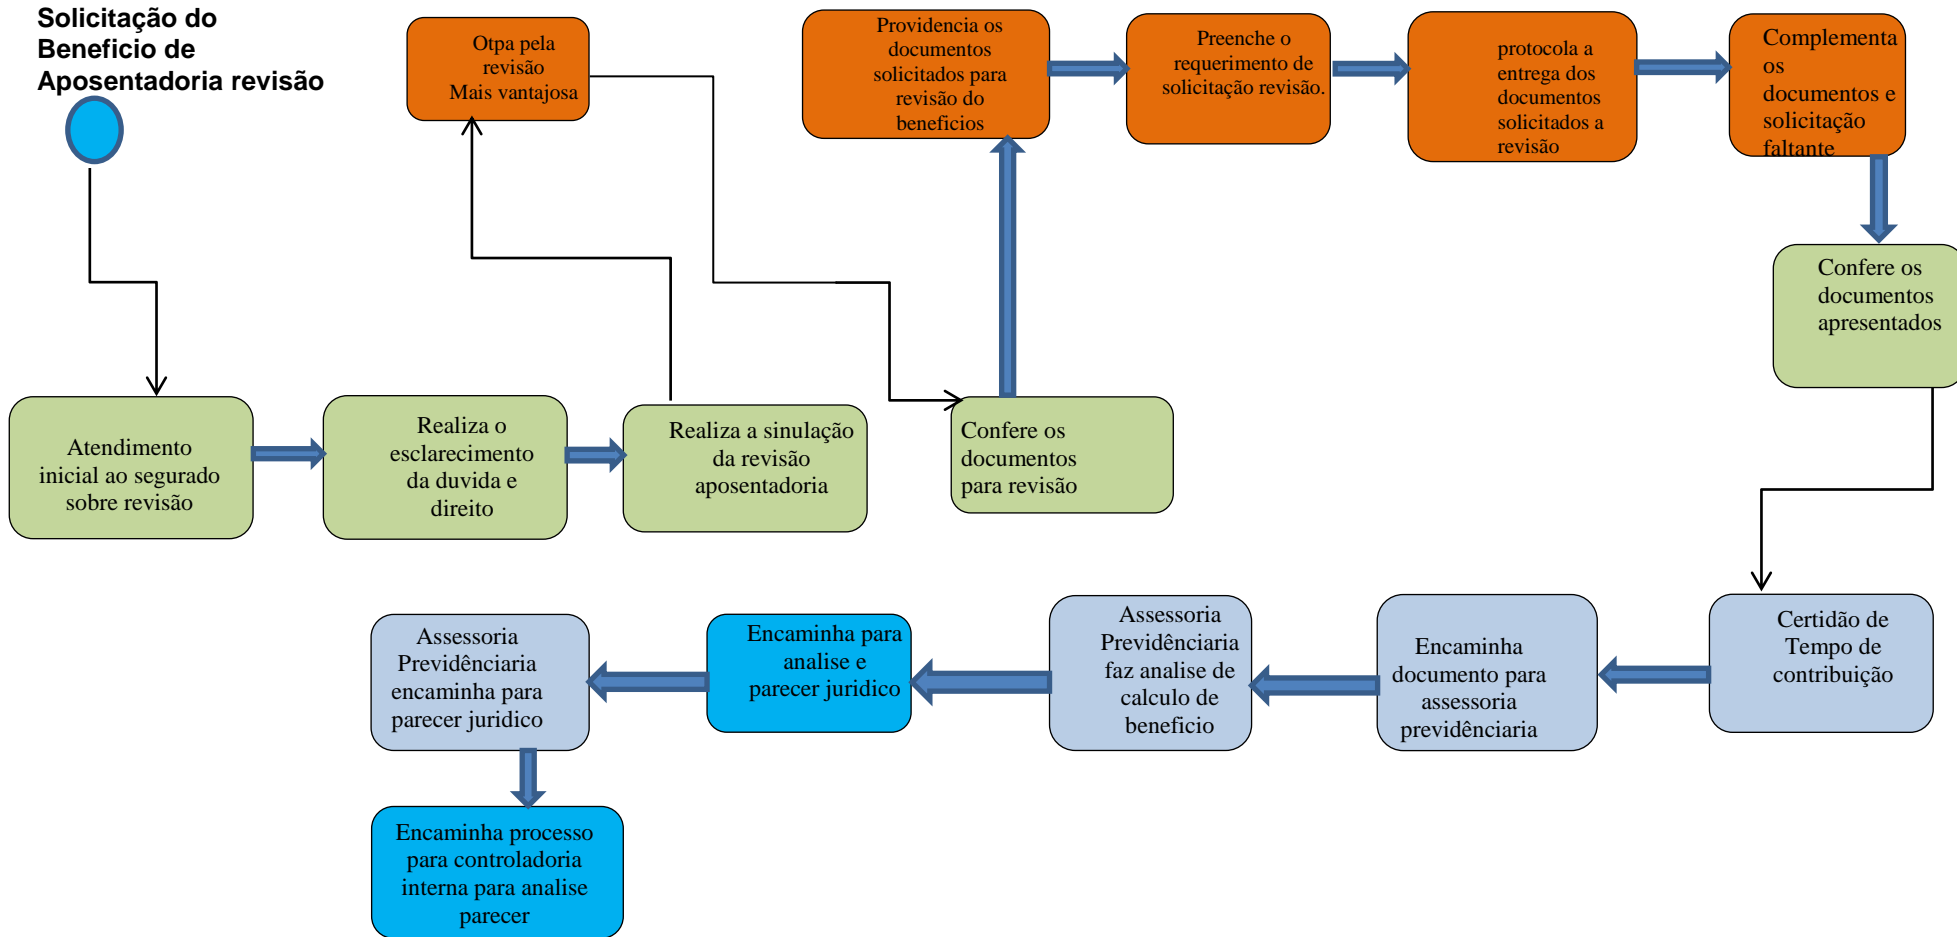 Solicitação do
Beneficio de
Aposentadoria revisão
Otpa pela
revisão
Mais vantajosa
Providencia os
documentos
solicitados para
revisão do
beneficios
Preenche o
requerimento de
solicitação revisão.
protocola a
entrega dos
documentos
solicitados a
revisão
Complementa
os
documentos e
solicitação
faltante
Confere os
documentos
apresentados
Atendimento
inicial ao segurado
sobre revisão
Realiza o
esclarecimento
da duvida e
direito
Realiza a sinulação
da revisão
aposentadoria
Confere os
documentos
para revisão
Assessoria
Previdênciaria
encaminha para
parecer juridico
Encaminha para
analise e
parecer juridico
Assessoria
Previdênciaria
faz analise de
calculo de
beneficio
Encaminha
documento para
assessoria
previdênciaria
Certidão de
Tempo de
contribuição
Encaminha processo
para controladoria
interna para analise
parecer